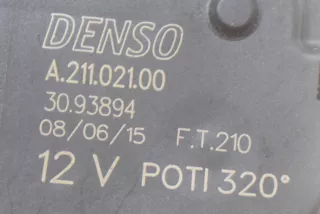 DENSO
A.211.021.00
30.93894
08/06/15 F.T.210
12 V POTI 320°